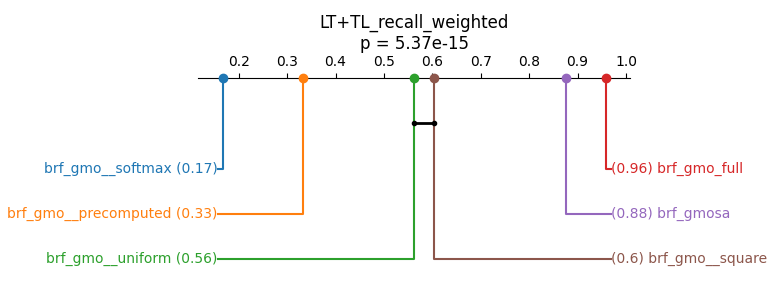 LT+TL_recall_weighted
p = 5.37e-15
0.2 0.3 0.4 0.5 0.6 0.7 0.8 0.9 1.0
brf_gmo__softmax (0.17) (0.96) brf_gmo_full
brf_gmo__precomputed (0.33) (0.88) brf_gmosa
brf_gmo__uniform (0.56) (0.6) brf_gmo__square